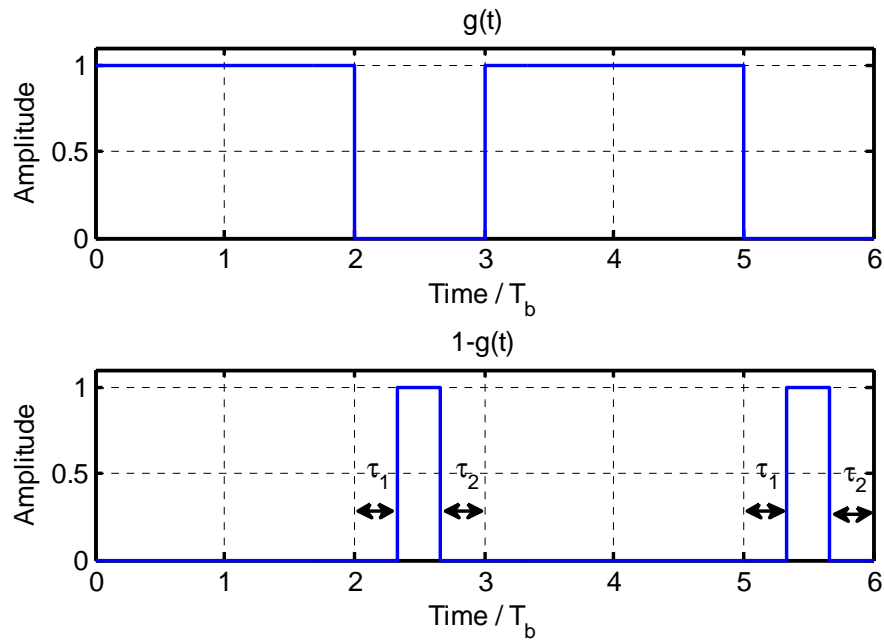 g(t)
Amplitude
1
0.5
0
0 1 2 3 4 5 6
Time / T_b
1-g(t)
Amplitude
1
0.5
0
τ_1 τ_2 τ_1 τ_2
0 1 2 3 4 5 6
Time / T_b